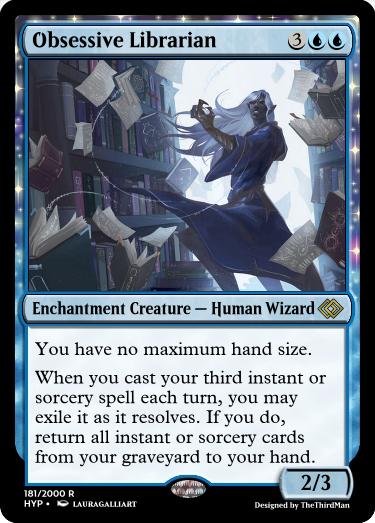 Obsessive Librarian 3
Enchantment Creature — Human Wizard
You have no maximum hand size.
When you cast your third instant or
sorcery spell each turn, you may
exile it as it resolves. If you do,
return all instant or sorcery cards
from your graveyard to your hand.
2/3
181/2000 R
HYP • LAURAGALLIART
Designed by TheThirdMan